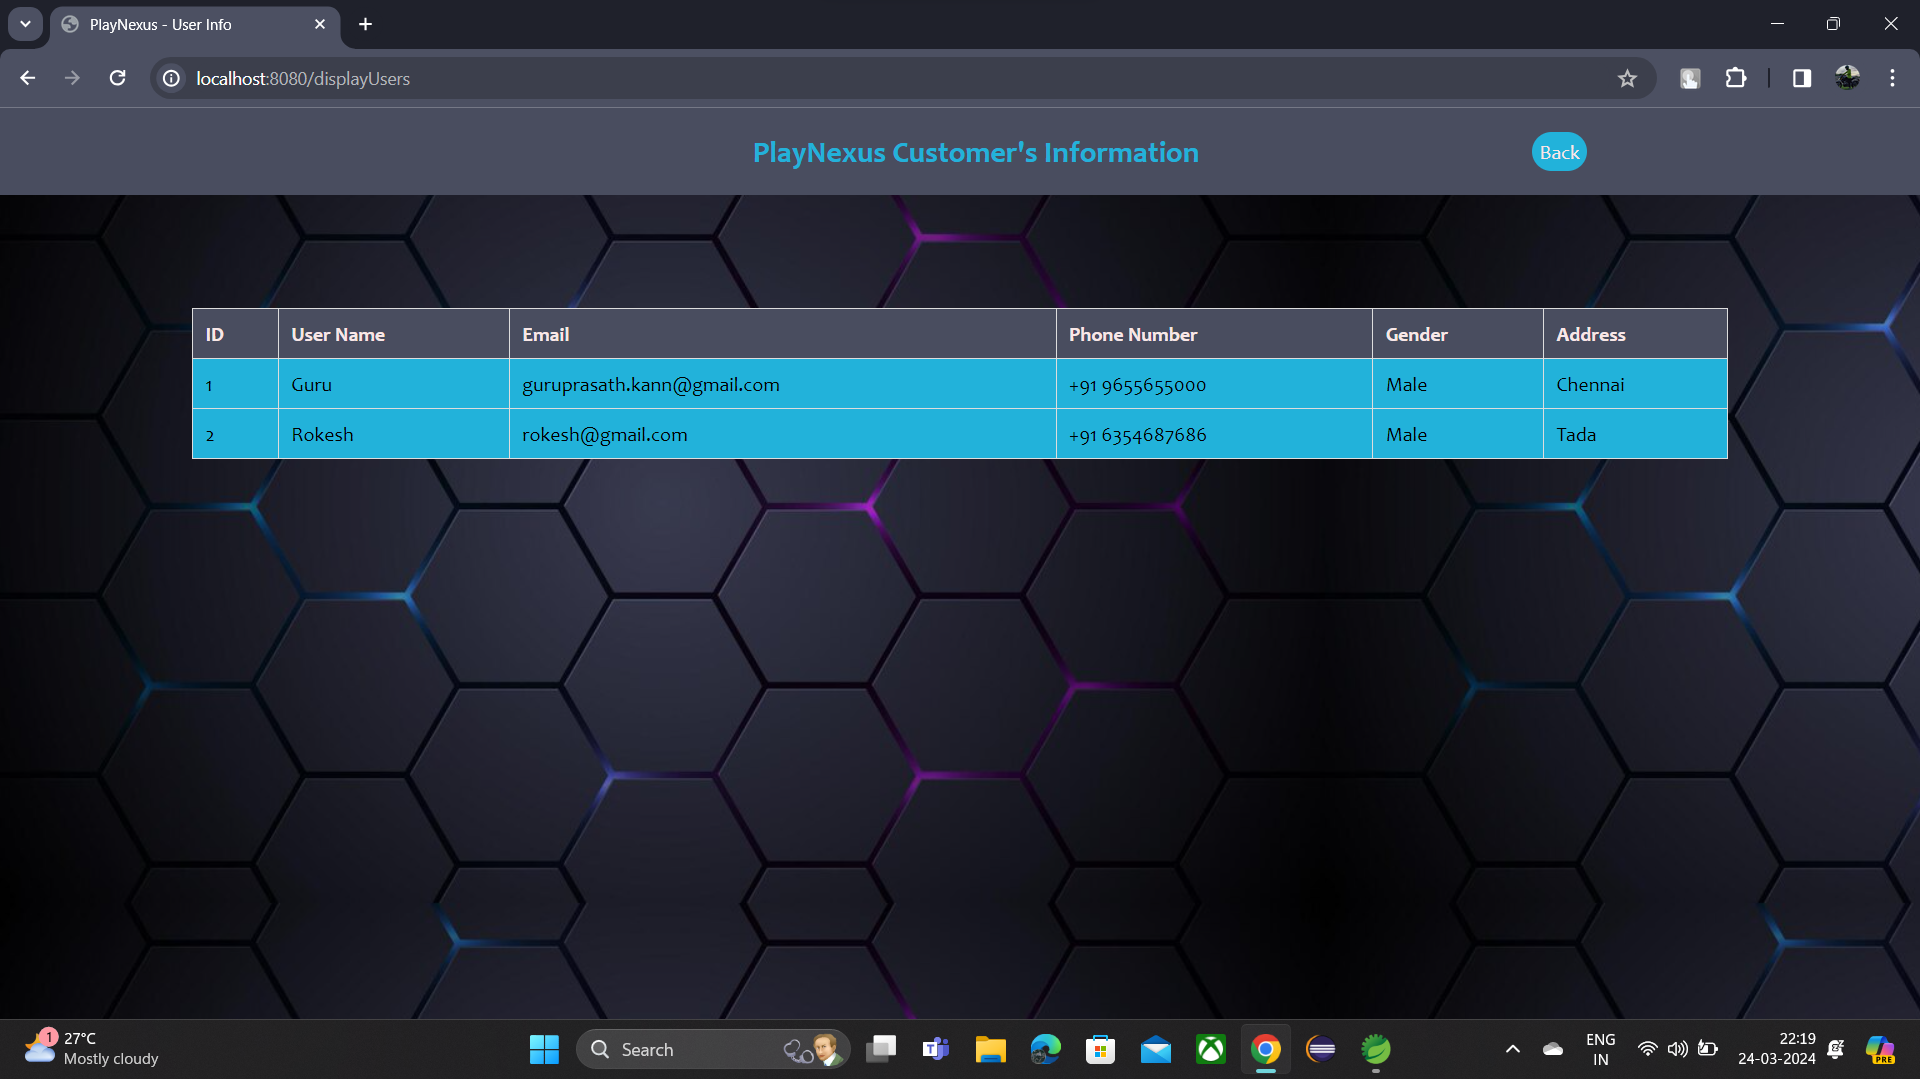 PlayNexus - User Info
localhost:8080/displayUsers
PlayNexus Customer's Information
Back
ID User Name Email Phone Number Gender Address
1 Guru guruprasath.kann@gmail.com +91 9655655000 Male Chennai
2 Rokesh rokesh@gmail.com +91 6354687686 Male Tada
1
27°C
Mostly cloudy
Search
T
ENG
IN
22:19
24-03-2024
PRE